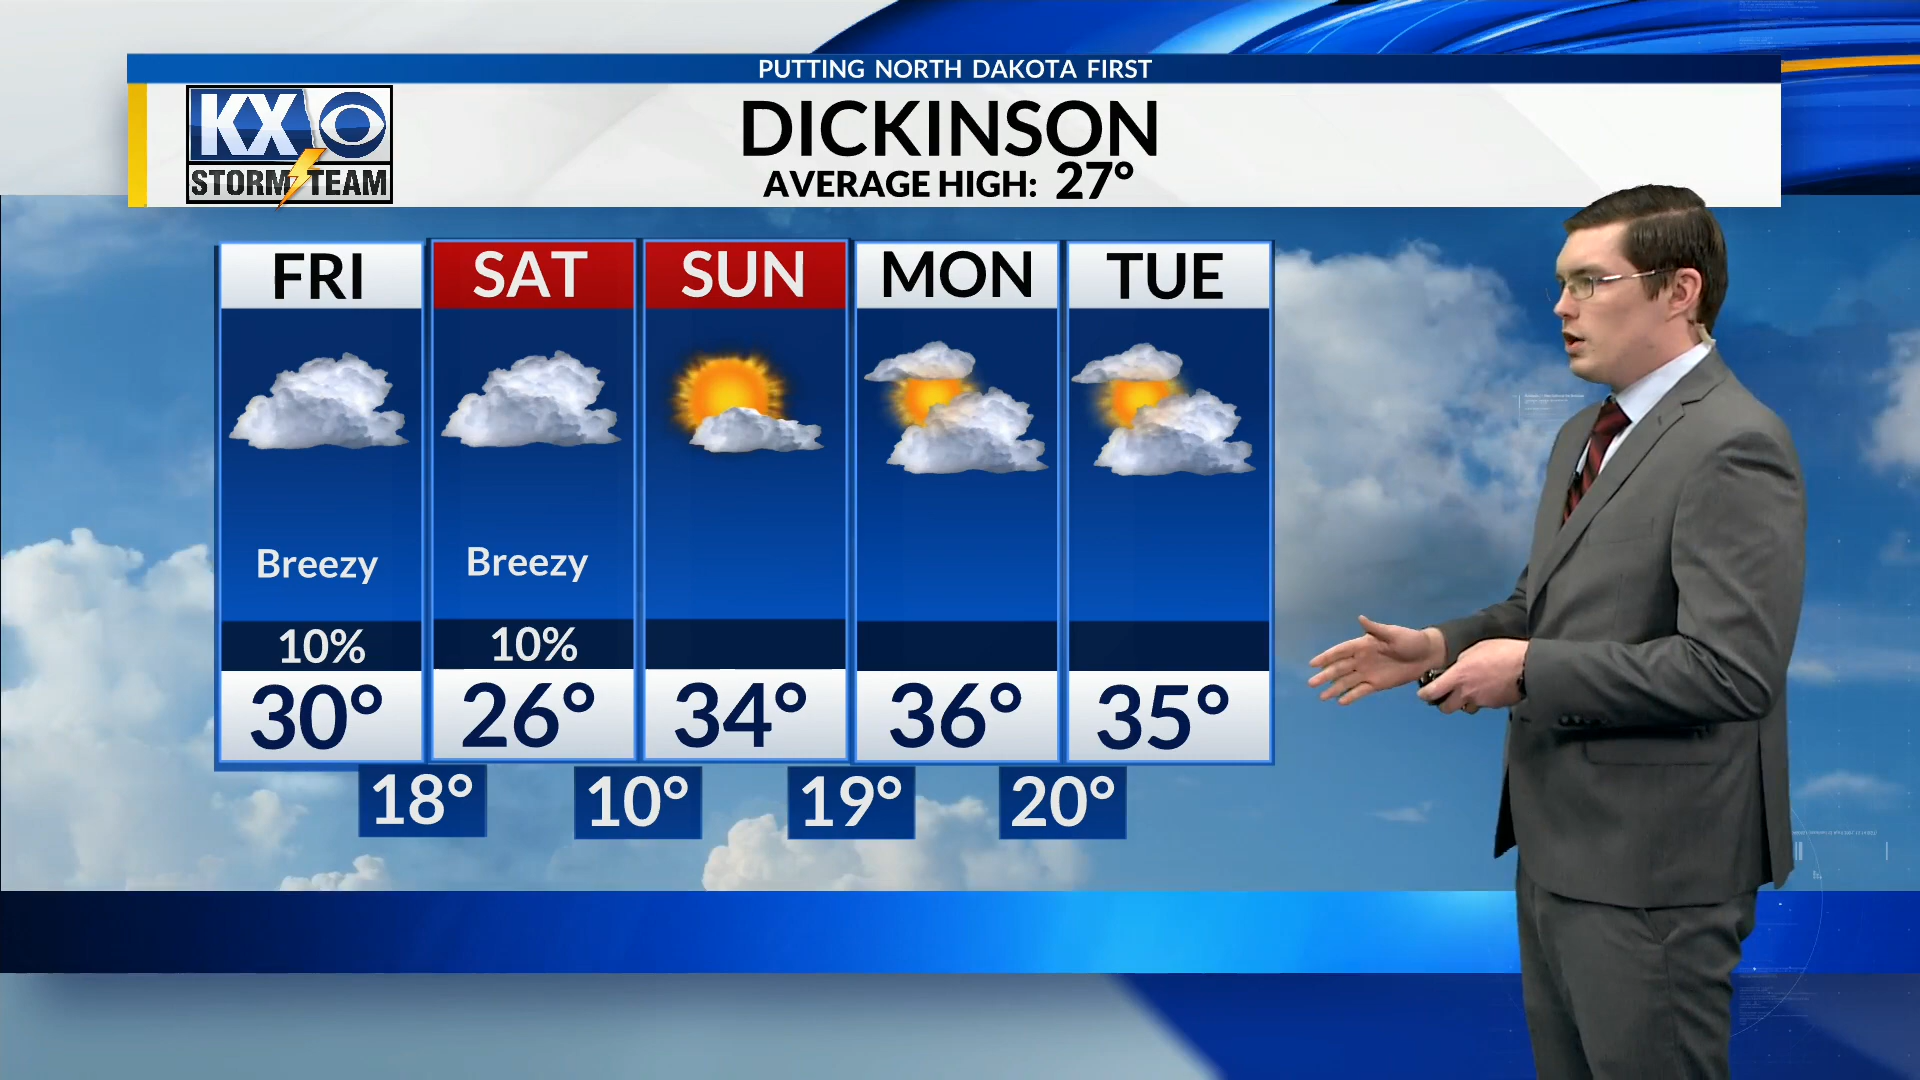 PUTTING NORTH DAKOTA FIRST
KX
STORM TEAM
DICKINSON
AVERAGE HIGH: 27°
FRI SAT SUN MON TUE
Breezy Breezy
10% 10%
30° 26° 34° 36° 35°
18° 10° 19° 20°